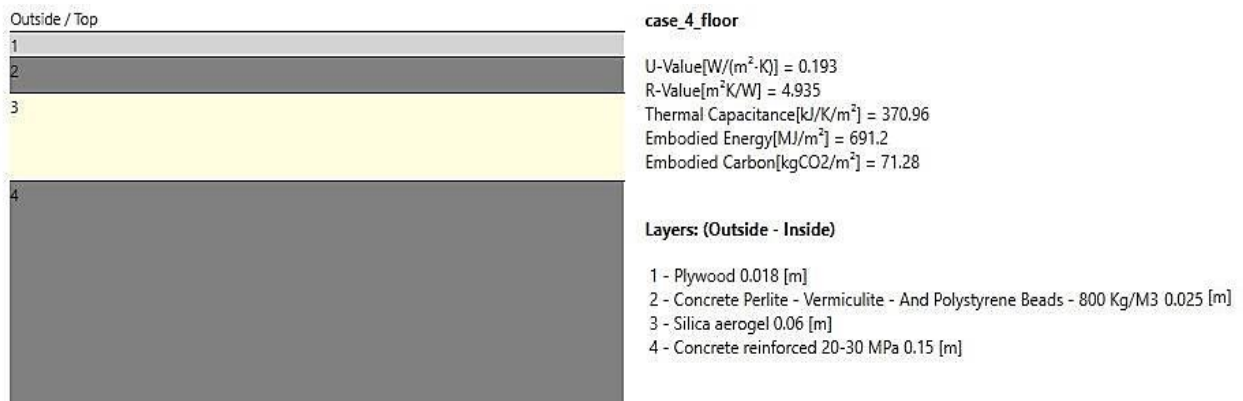 Outside / Top
1
2
3
4
case_4_floor
U-Value[W/(m²·K)] = 0.193
R-Value[m²K/W] = 4.935
Thermal Capacitance[kJ/K/m²] = 370.96
Embodied Energy[MJ/m²] = 691.2
Embodied Carbon[kgCO2/m²] = 71.28
Layers: (Outside - Inside)
1 - Plywood 0.018 [m]
2 - Concrete Perlite - Vermiculite - And Polystyrene Beads - 800 Kg/M3 0.025 [m]
3 - Silica aerogel 0.06 [m]
4 - Concrete reinforced 20-30 MPa 0.15 [m]